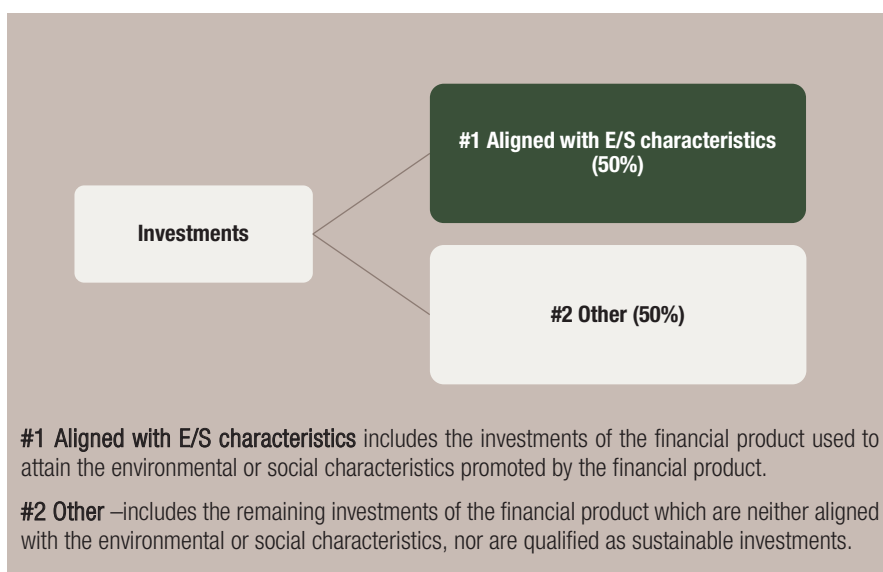 #1 Aligned with E/S characteristics
(50%)
Investments
#2 Other (50%)
#1 Aligned with E/S characteristics includes the investments of the financial product used to
attain the environmental or social characteristics promoted by the financial product.
#2 Other –includes the remaining investments of the financial product which are neither aligned
with the environmental or social characteristics, nor are qualified as sustainable investments.